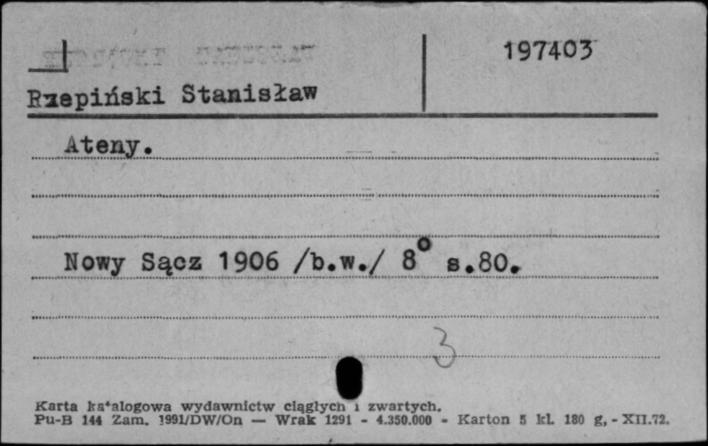 197403
Rzepiński Stanisław
Ateny.
Nowy Sącz 1906 /b.w./ 8° s.80.
3
Karta katalogowa wydawnictw ciągłych i zwartych.
Pu-B 144 Zam. 1991/DW/On — Wrak 1291 - 4.350.000 - Karton 5 kl. 180 g, - XII.72.